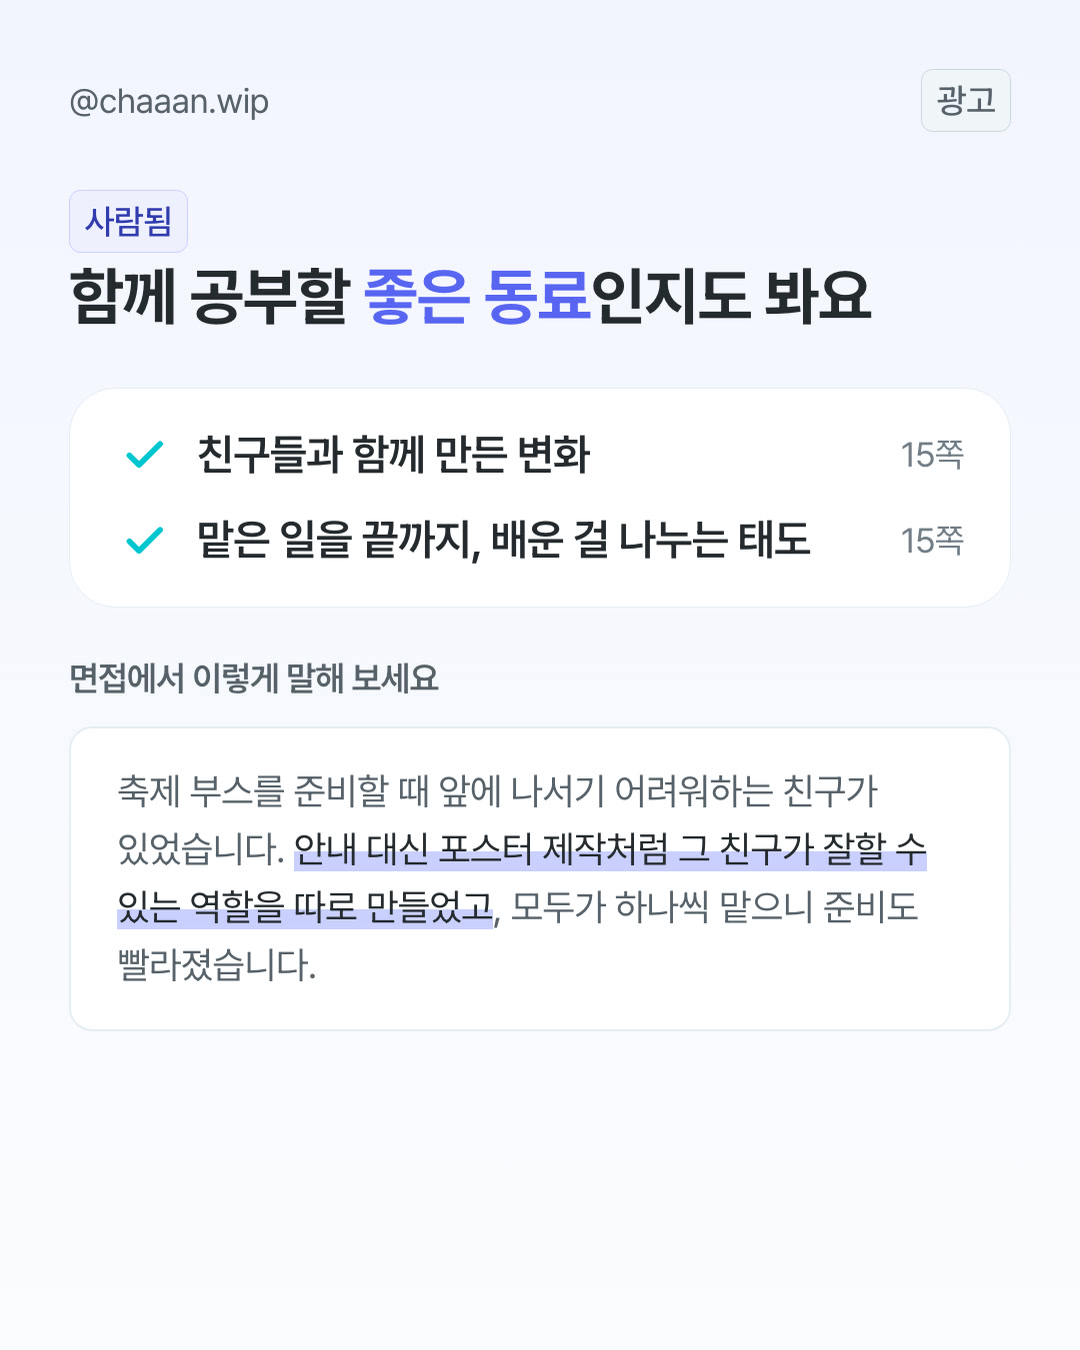 @chaaan.wip
광고
사람됨
함께 공부할 좋은 동료인지도 봐요
친구들과 함께 만든 변화 15쪽
맡은 일을 끝까지, 배운 걸 나누는 태도 15쪽
면접에서 이렇게 말해 보세요
축제 부스를 준비할 때 앞에 나서기 어려워하는 친구가
있었습니다. 안내 대신 포스터 제작처럼 그 친구가 잘할 수
있는 역할을 따로 만들었고, 모두가 하나씩 맡으니 준비도
빨라졌습니다.